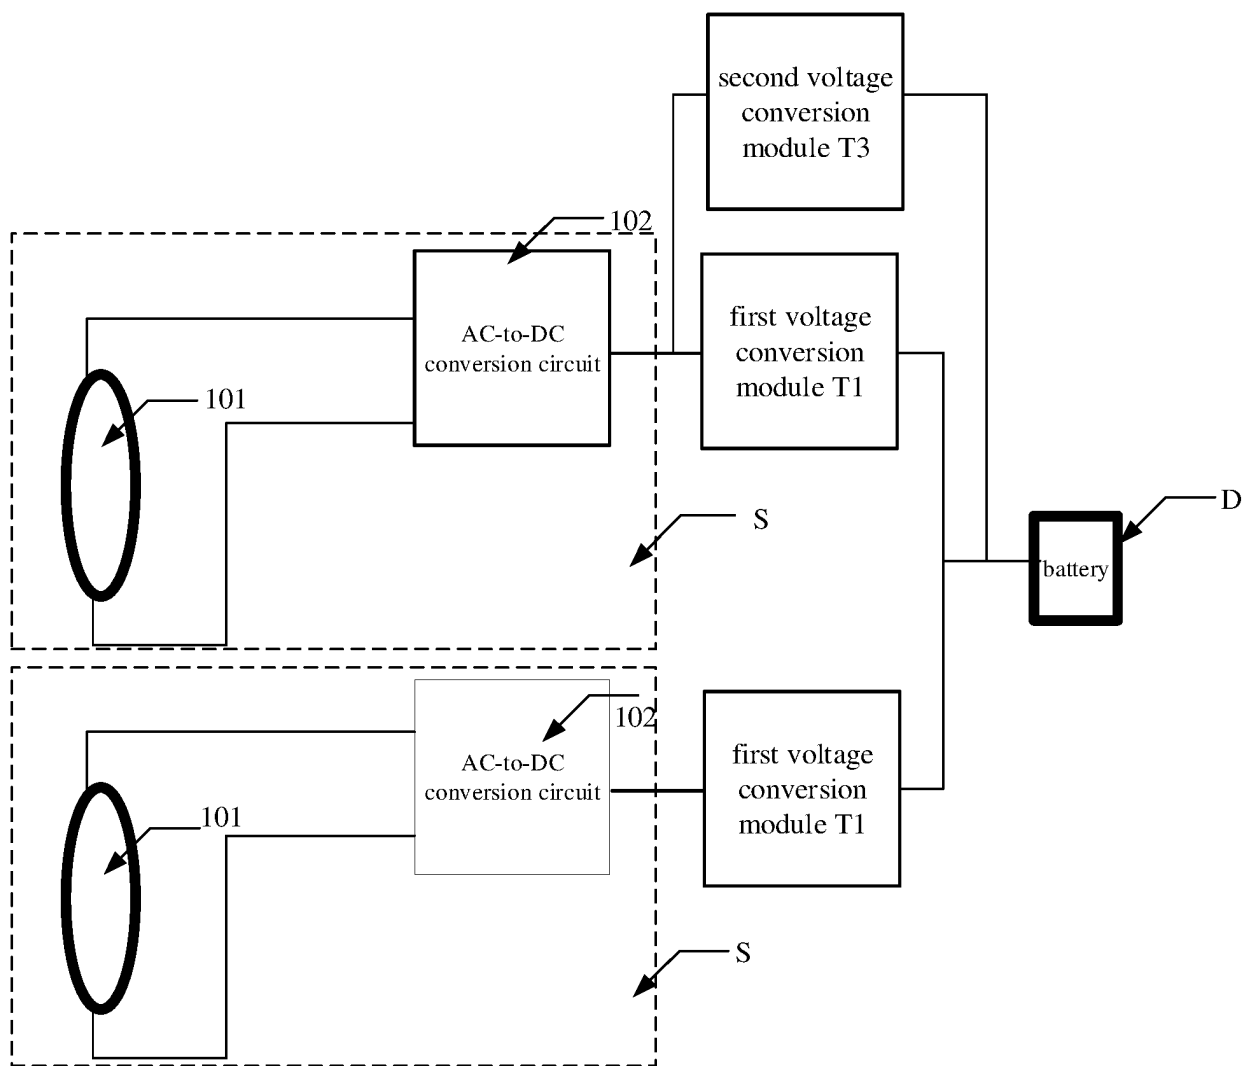 second voltage
conversion
module T3
102
AC-to-DC
conversion circuit
first voltage
conversion
module T1
101
S
D
battery
102
AC-to-DC
conversion circuit
first voltage
conversion
module T1
101
S